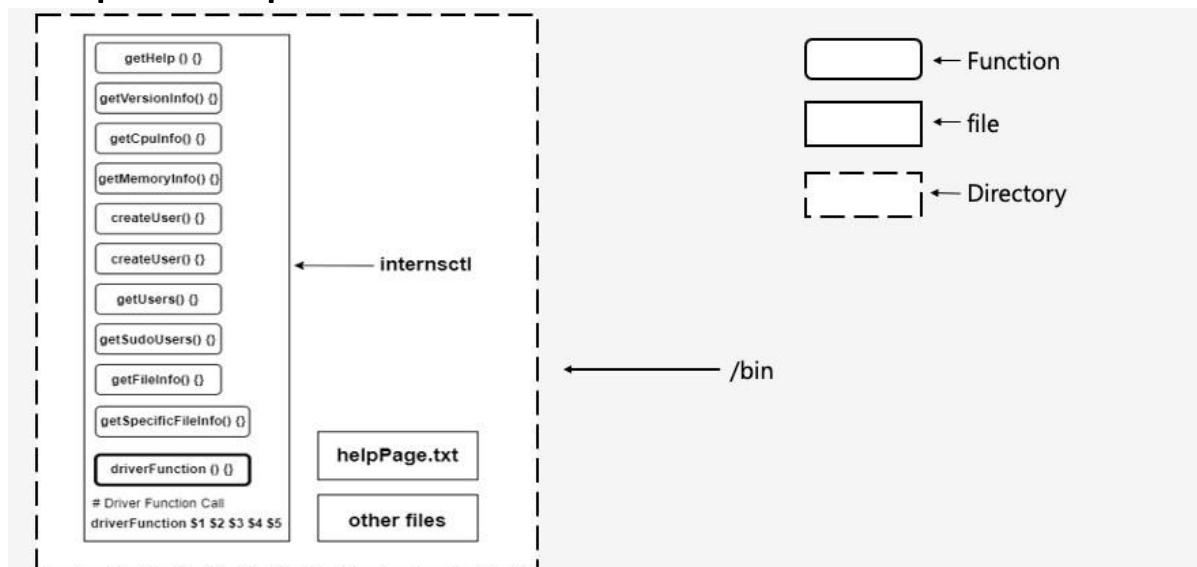 getHelp () {}
getVersionInfo() {}
getCpuInfo() {}
getMemoryInfo() {}
createUser() {}
createUser() {}
getUsers() {}
getSudoUsers() {}
getFileInfo() {}
getSpecificFileInfo() {}
driverFunction () {}
# Driver Function Call
driverFunction $1 $2 $3 $4 $5
internsctl
helpPage.txt
other files
/bin
Function
file
Directory